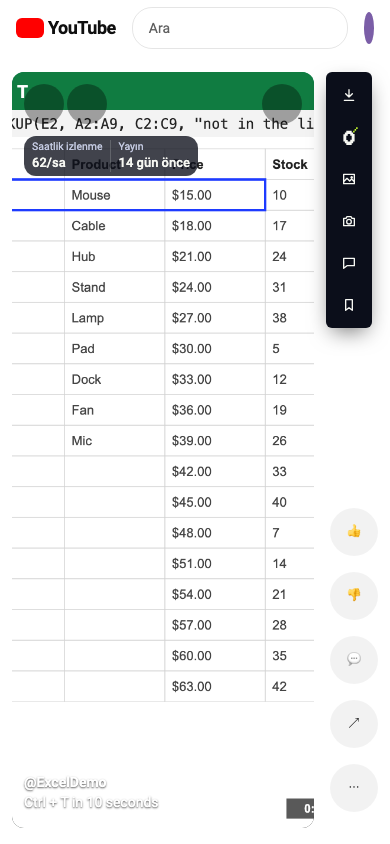 YouTube
Ara
T
KUP(E2, A2:A9, C2:C9, "not in the li
Saatlik izlenme Yayın
62/sa 14 gün önce
Product Stock
Mouse $15.00 10
Cable $18.00 17
Hub $21.00 24
Stand $24.00 31
Lamp $27.00 38
Pad $30.00 5
Dock $33.00 12
Fan $36.00 19
Mic $39.00 26
$42.00 33
$45.00 40
$48.00 7
$51.00 14
$54.00 21
$57.00 28
$60.00 35
$63.00 42
@ExcelDemo
Ctrl + T in 10 seconds
0: